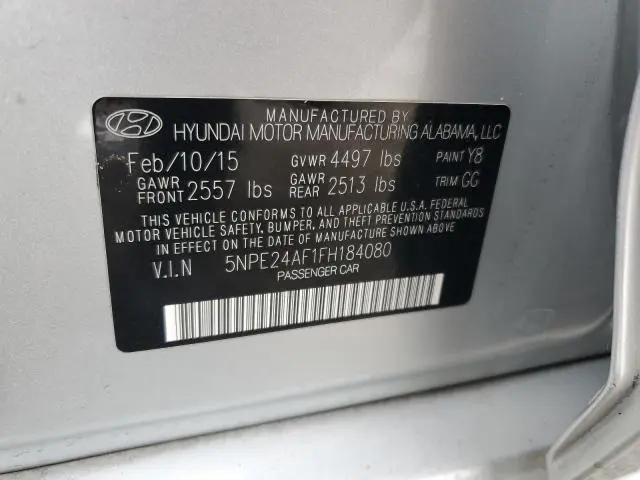 MANUFACTURED BY
HYUNDAI MOTOR MANUFACTURING ALABAMA, LLC
Feb/10/15 GVWR 4497 lbs PAINT Y8
GAWR FRONT 2557 lbs GAWR REAR 2513 lbs TRIM GG
THIS VEHICLE CONFORMS TO ALL APPLICABLE U.S.A. FEDERAL
MOTOR VEHICLE SAFETY, BUMPER, AND THEFT PREVENTION STANDARDS
IN EFFECT ON THE DATE OF MANUFACTURE SHOWN ABOVE.
V.I.N 5NPE24AF1FH184080
PASSENGER CAR